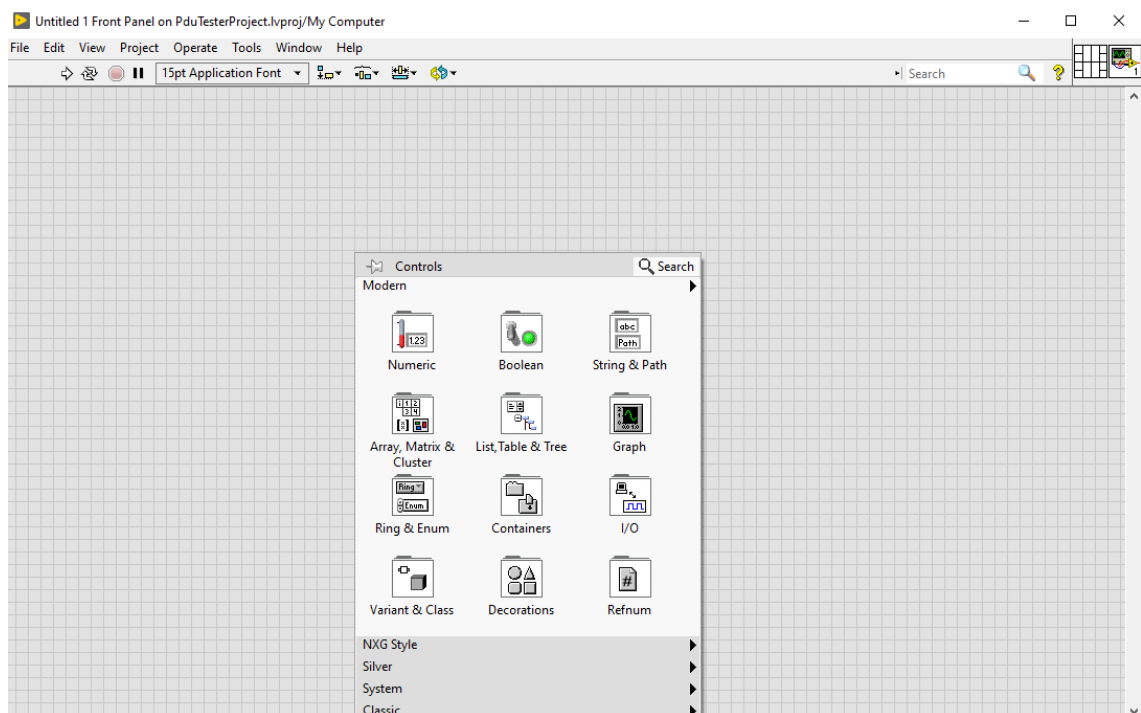 Untitled 1 Front Panel on PduTesterProject.lvproj/My Computer
File Edit View Project Operate Tools Window Help
15pt Application Font Search ? 1
Controls Search
Modern
1.23 abc Path
Numeric Boolean String & Path
Array, Matrix & Cluster List,Table & Tree Graph
Ring Enum
Ring & Enum Containers I/O
#
Variant & Class Decorations Refnum
NXG Style
Silver
System
Classic